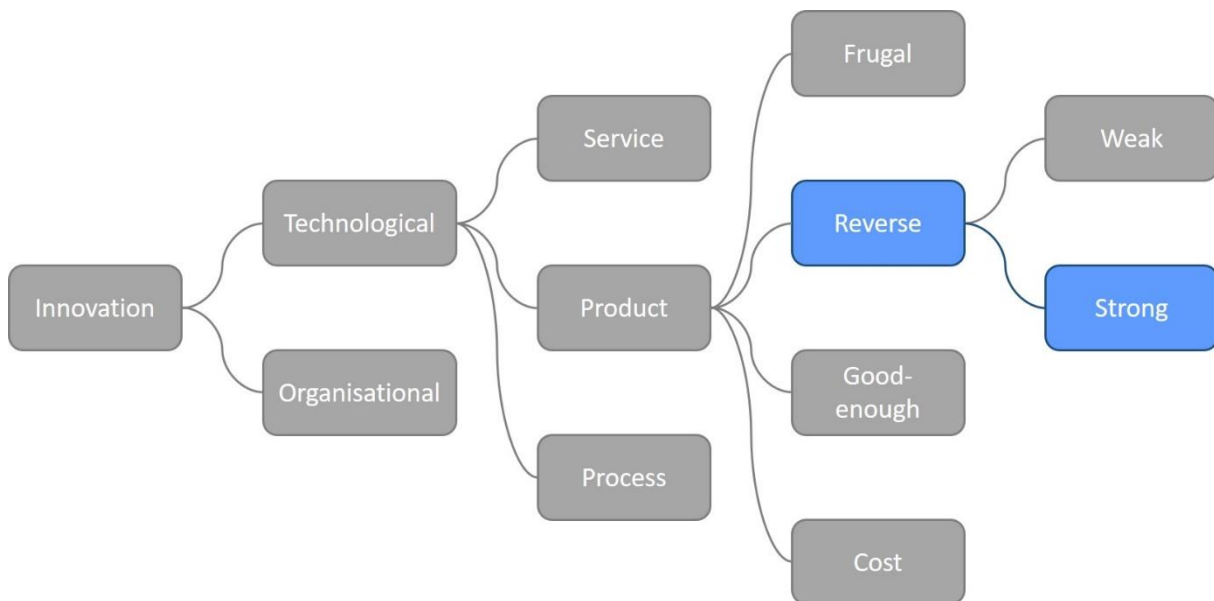 Innovation
Technological
Organisational
Service
Product
Process
Frugal
Reverse
Good-
enough
Cost
Weak
Strong